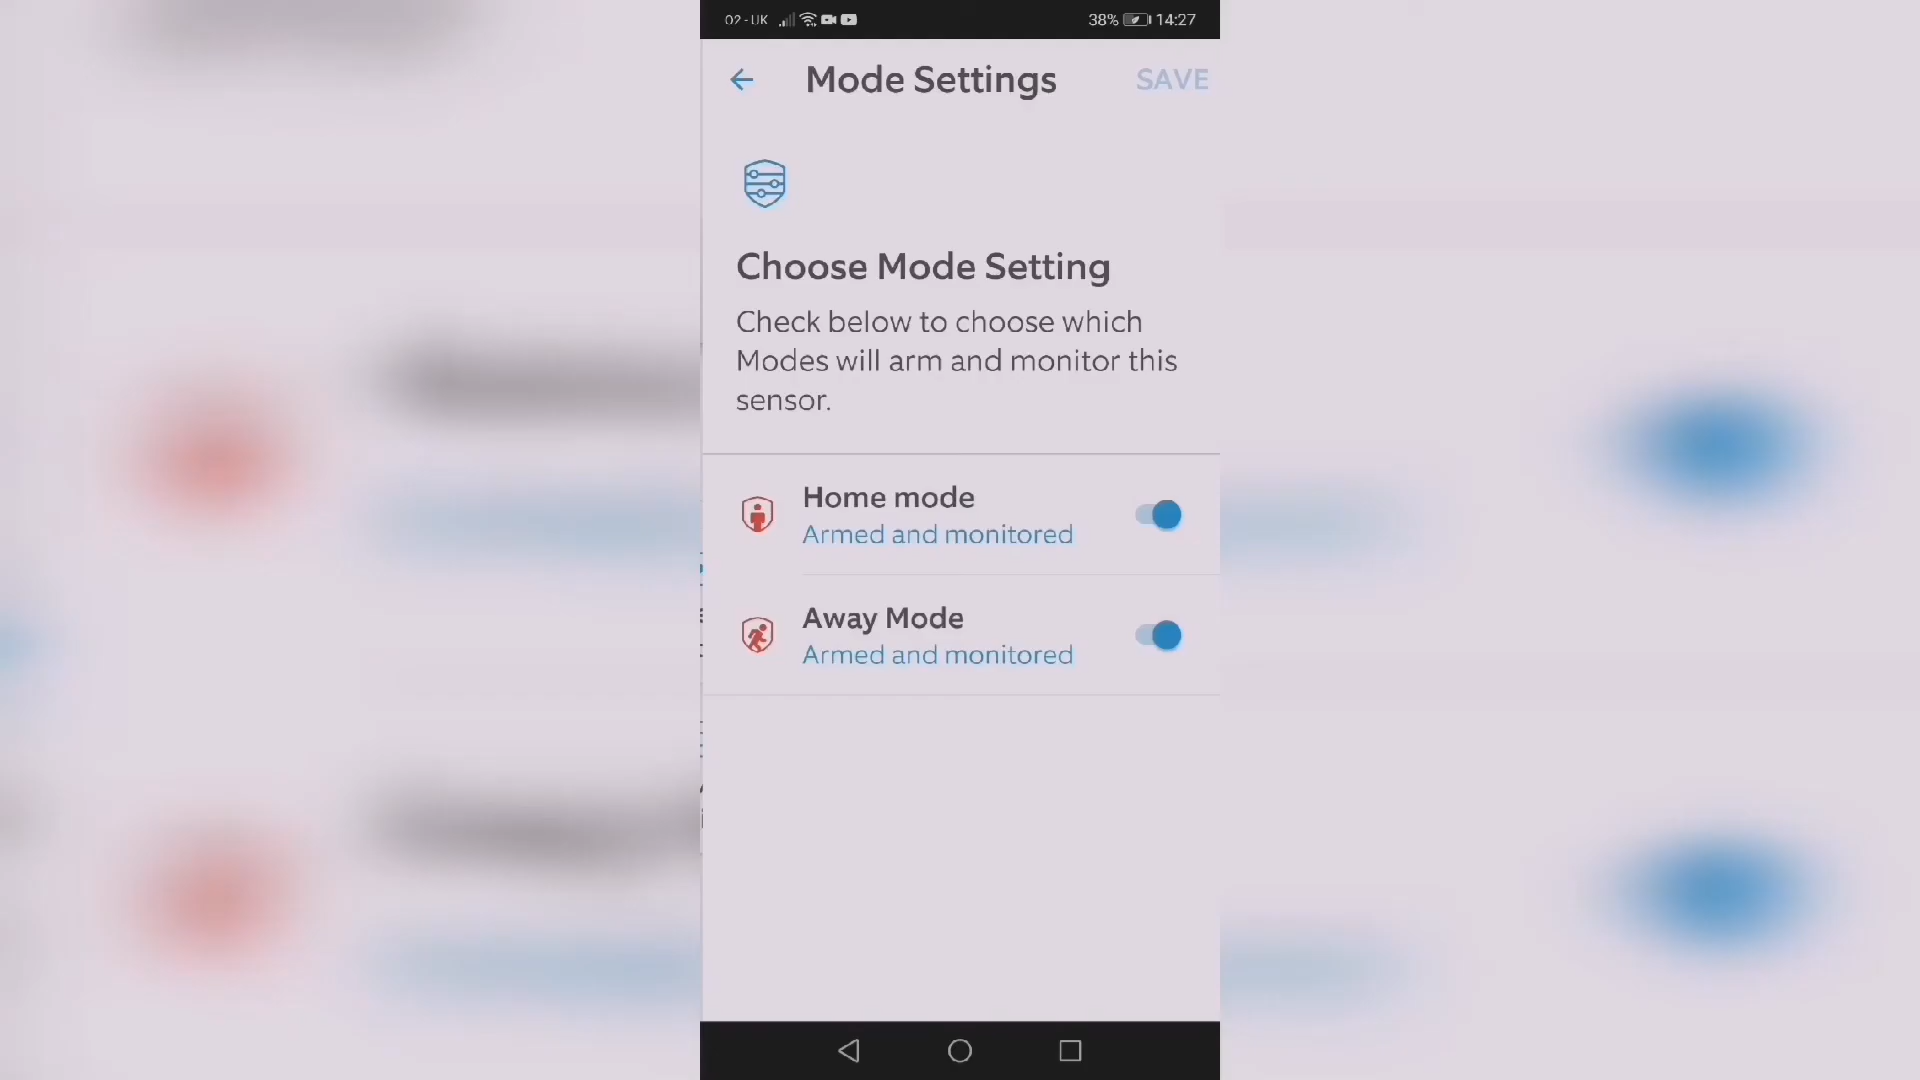 O2 - UK 38% 14:27
Mode Settings SAVE
Choose Mode Setting
Check below to choose which
Modes will arm and monitor this
sensor.
Home mode
Armed and monitored
Away Mode
Armed and monitored